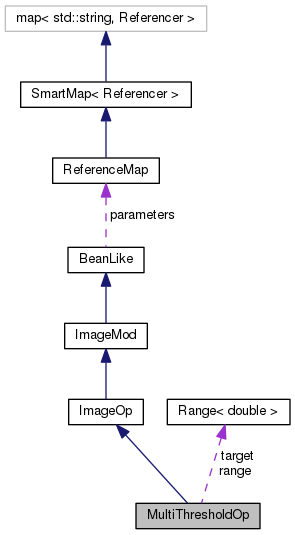 map< std::string, Referencer >
SmartMap< Referencer >
ReferenceMap
parameters
BeanLike
ImageMod
ImageOp
Range< double >
target
range
MultiThresholdOp